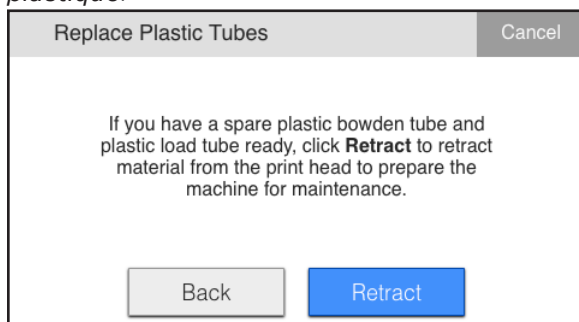 plastique.
Replace Plastic Tubes
Cancel
If you have a spare plastic bowden tube and
plastic load tube ready, click Retract to retract
material from the print head to prepare the
machine for maintenance.
Back
Retract